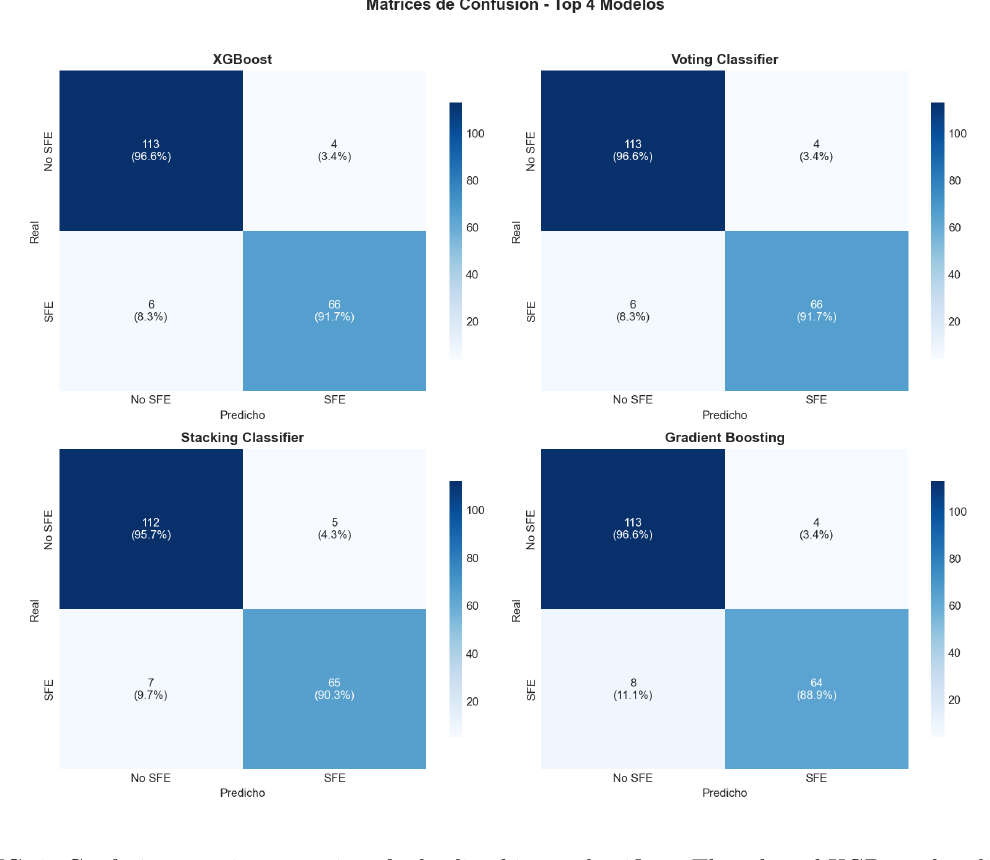 Matrices de Confusión - Top 4 Modelos
XGBoost
No SFE
SFE
Real
113
(96.6%)
4
(3.4%)
6
(8.3%)
66
(91.7%)
No SFE
SFE
Predicho
100
80
60
40
20
Voting Classifier
No SFE
SFE
Real
113
(96.6%)
4
(3.4%)
6
(8.3%)
66
(91.7%)
No SFE
SFE
Predicho
100
80
60
40
20
Stacking Classifier
No SFE
SFE
Real
112
(95.7%)
5
(4.3%)
7
(9.7%)
65
(90.3%)
No SFE
SFE
Predicho
100
80
60
40
20
Gradient Boosting
No SFE
SFE
Real
113
(96.6%)
4
(3.4%)
8
(11.1%)
64
(88.9%)
No SFE
SFE
Predicho
100
80
60
40
20